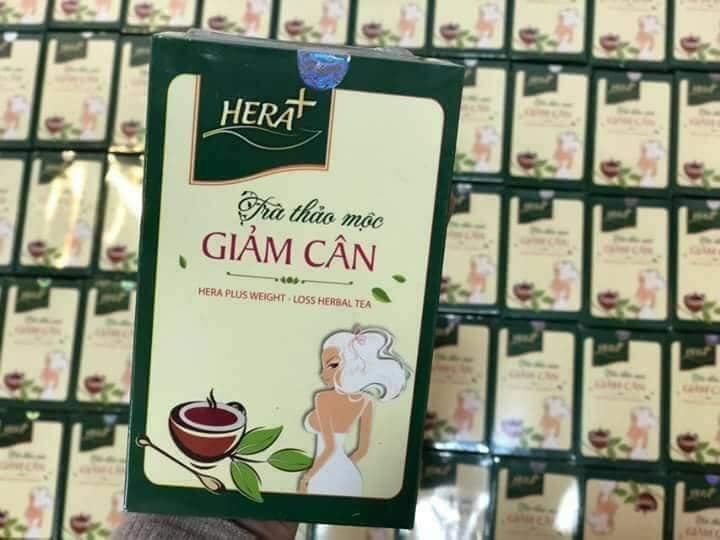 HERA+
Trà thảo mộc
GIẢM CÂN
HERA PLUS WEIGHT - LOSS HERBAL TEA